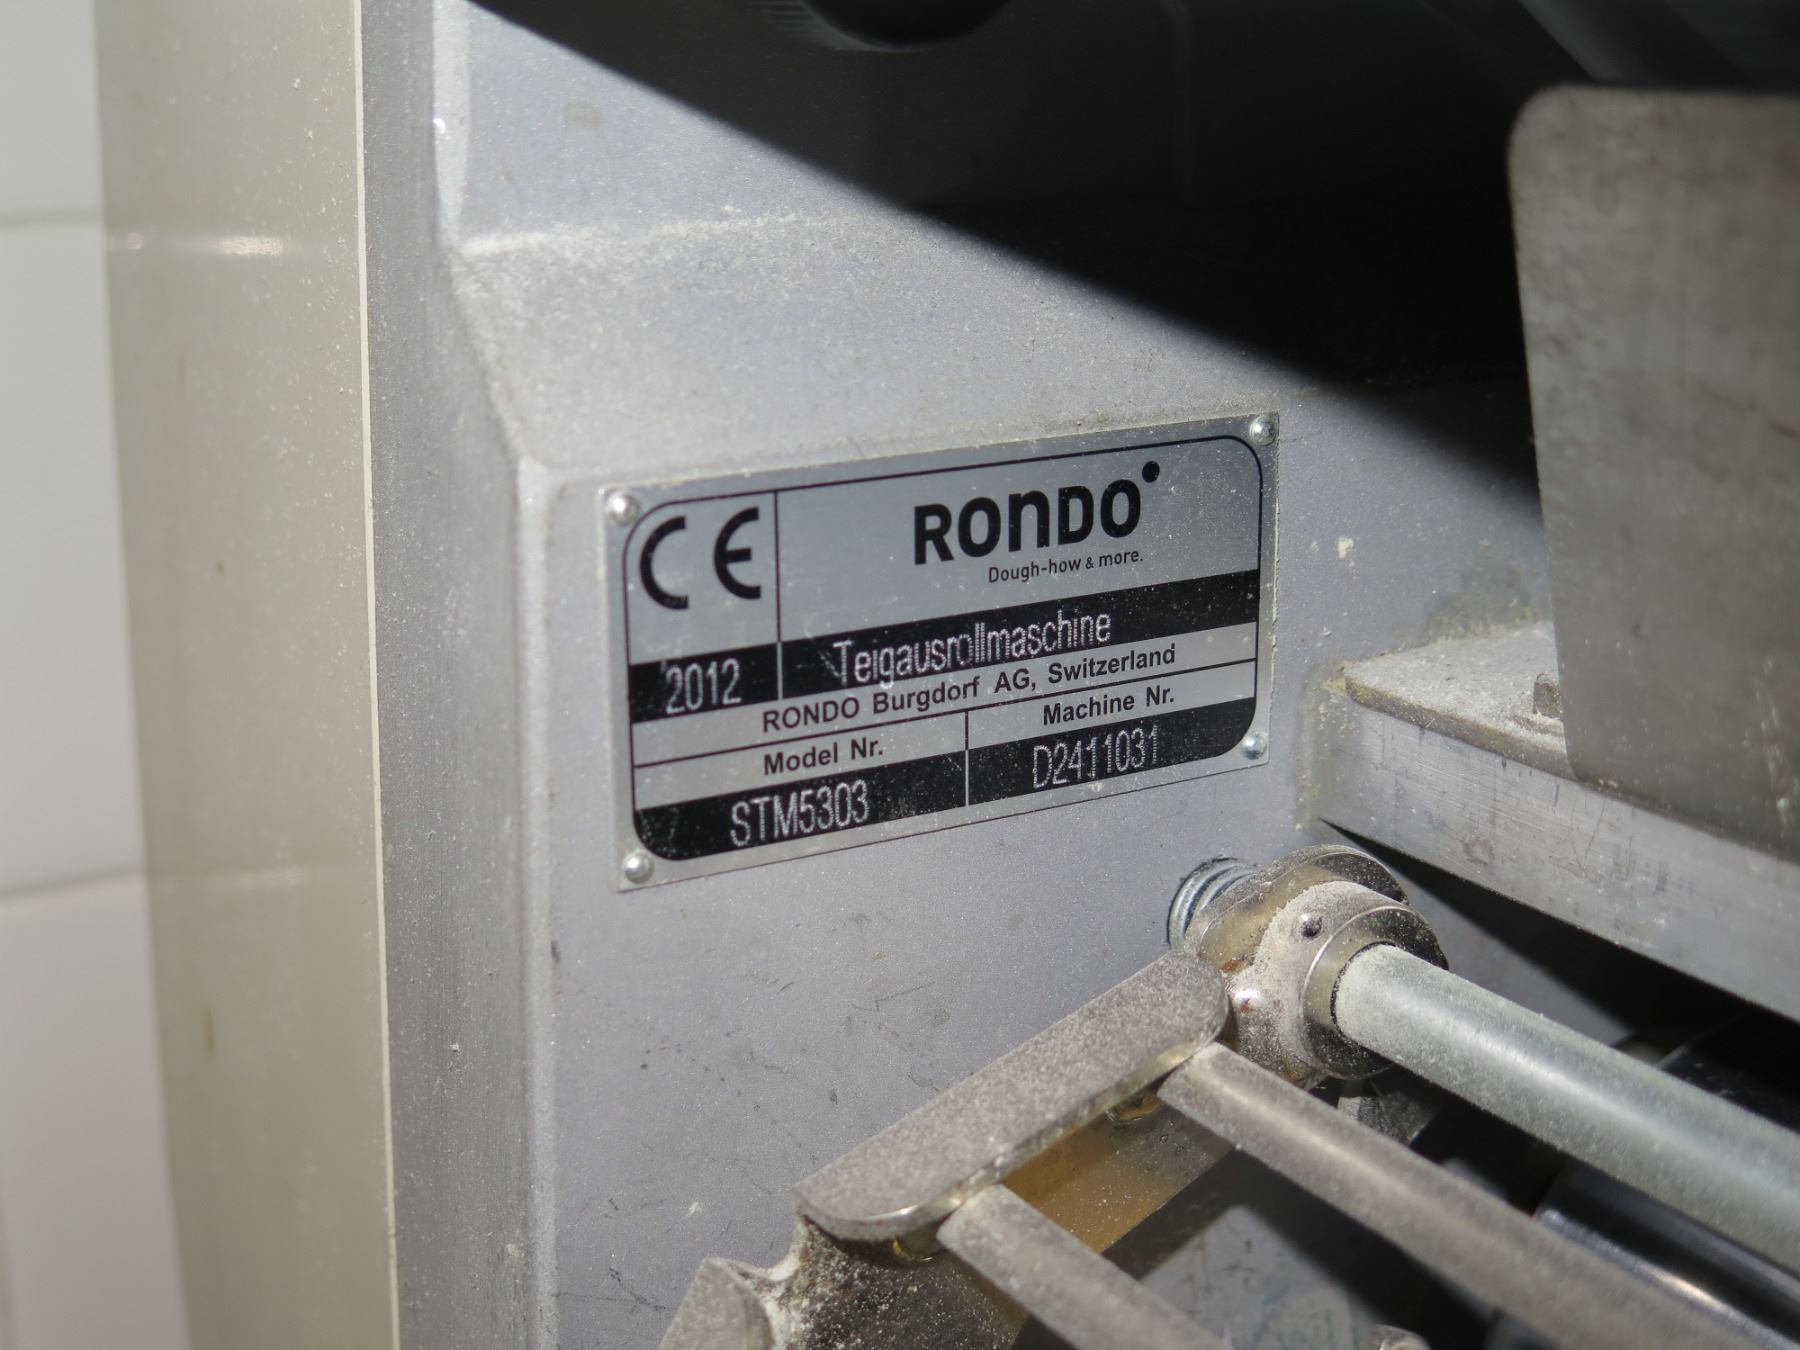 CE
RONDO
Dough-how & more.
2012
Teigausrollmaschine
RONDO Burgdorf AG, Switzerland
Model Nr.
Machine Nr.
STM5303
D2411031